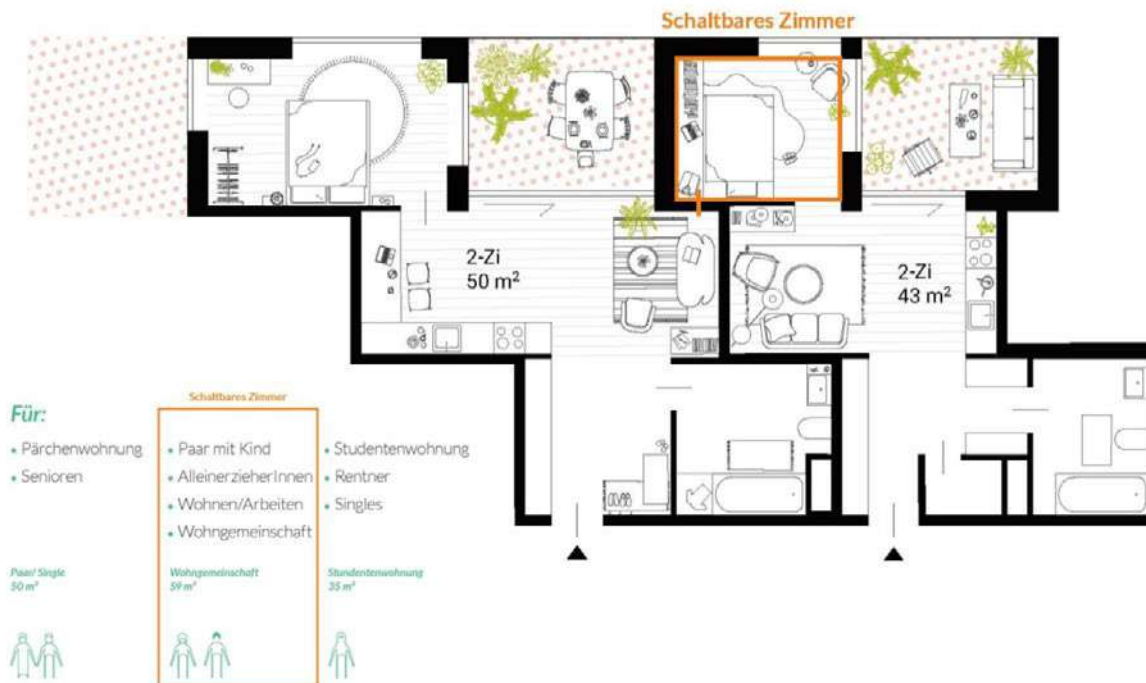 Schaltbares Zimmer
2-Zi
50 m²
2-Zi
43 m²
Für:
• Pärchenwohnung
• Senioren
Schaltbares Zimmer
• Paar mit Kind
• AlleinerzieherInnen
• Wohnen/Arbeiten
• Wohngemeinschaft
• Studentenwohnung
• Rentner
• Singles
Paar/ Single
50 m²
Wohngemeinschaft
59 m²
Stundentenwohnung
35 m²